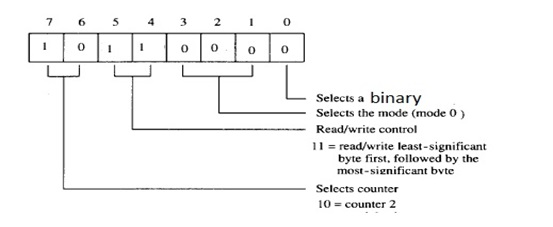 7 6 5 4 3 2 1 0
1 0 1 1 0 0 0 0
Selects a binary
Selects the mode (mode 0 )
Read/write control
11 = read/write least-significant
byte first, followed by the
most-significant byte
Selects counter
10 = counter 2